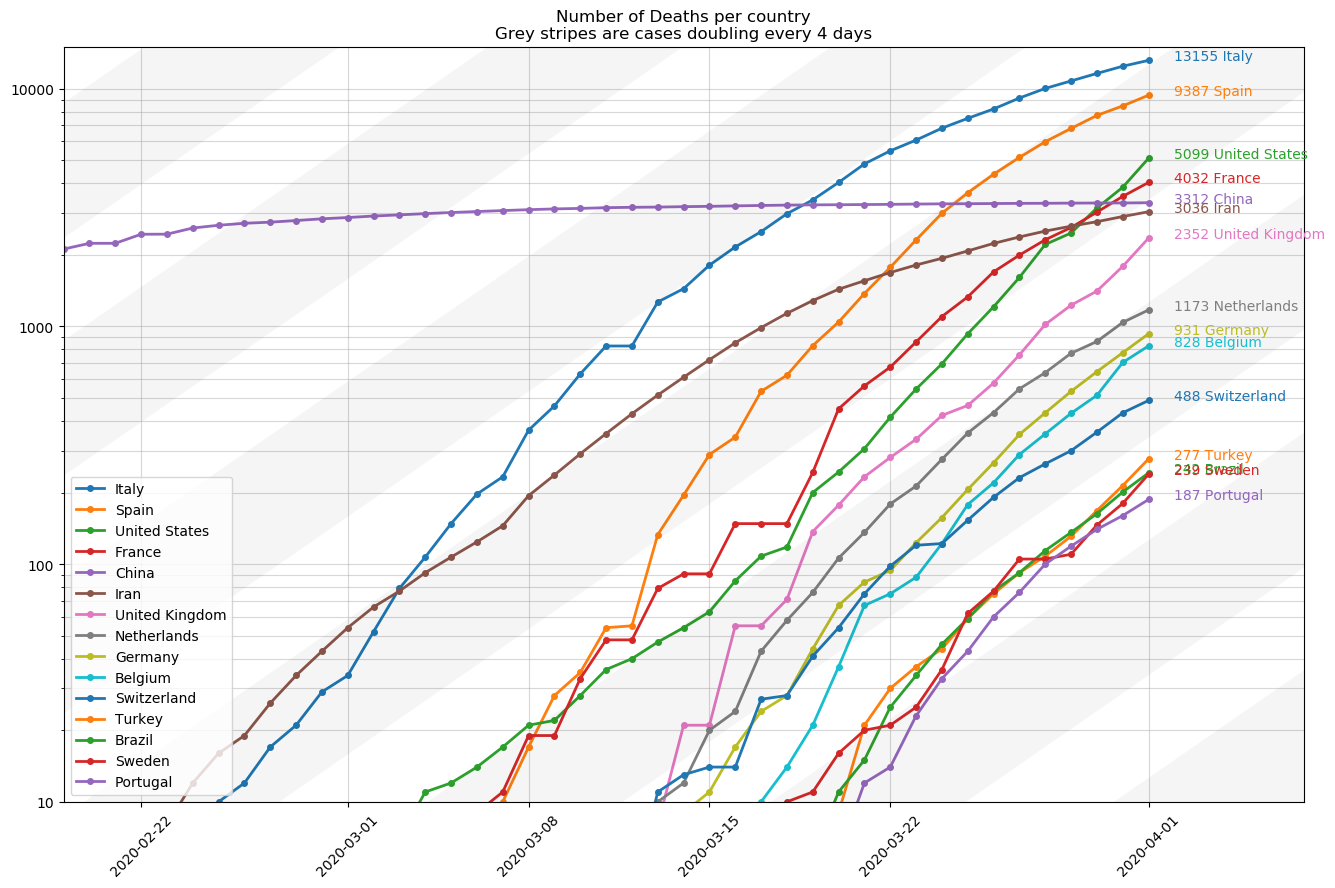 Number of Deaths per country
Grey stripes are cases doubling every 4 days
10000
1000
100
10
13155 Italy
9387 Spain
5099 United States
4032 France
3312 China
3036 Iran
2352 United Kingdom
1173 Netherlands
931 Germany
828 Belgium
488 Switzerland
277 Turkey
Brazil
239 Sweden
187 Portugal
Italy
Spain
United States
France
China
Iran
United Kingdom
Netherlands
Germany
Belgium
Switzerland
Turkey
Brazil
Sweden
Portugal
2020-02-22
2020-03-01
2020-03-08
2020-03-15
2020-03-22
2020-04-01